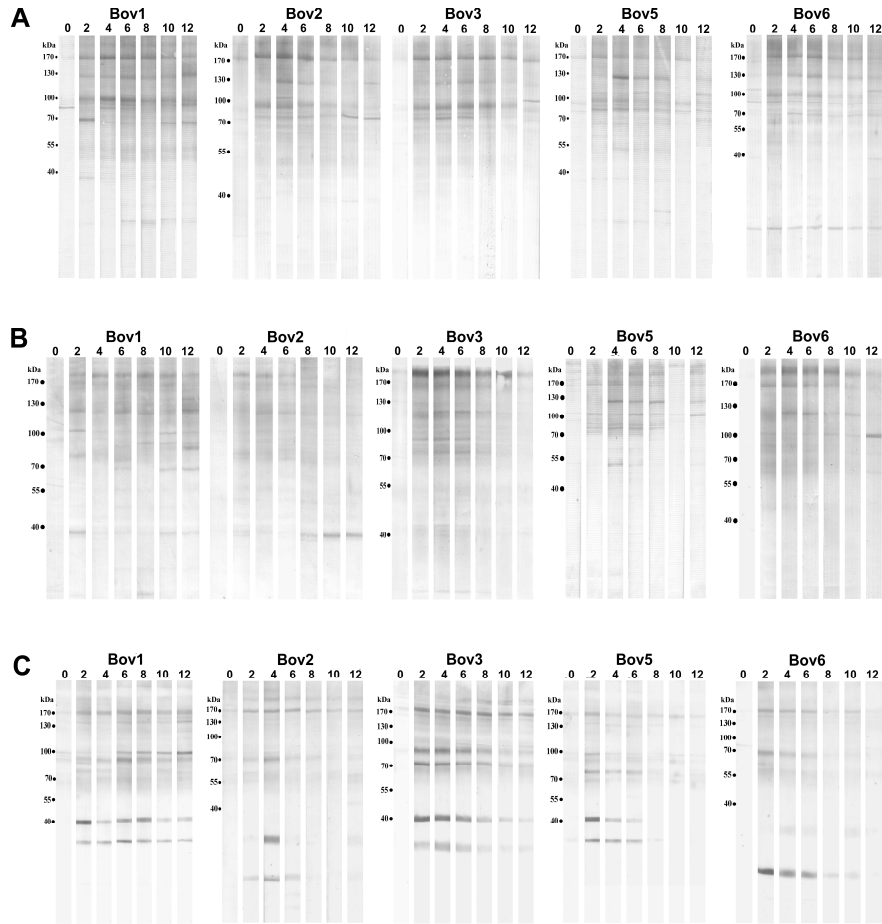 A
Bov1 Bov2 Bov3 Bov5 Bov6
0 2 4 6 8 10 12 0 2 4 6 8 10 12 0 2 4 6 8 10 12 0 2 4 6 8 10 12 0 2 4 6 8 10 12
kDa kDa kDa kDa kDa
170 170 170 170 170
130 130 130 130 130
100 100 100 100 100
70 70 70 70 70
55 55 55 55 55
40 40 40 40 40
B
Bov1 Bov2 Bov3 Bov5 Bov6
0 2 4 6 8 10 12 0 2 4 6 8 10 12 0 2 4 6 8 10 12 0 2 4 6 8 10 12 0 2 4 6 8 10 12
kDa kDa kDa kDa
170 170 170 170
130 130 130 130
100 100 100 100
70 70 70 70
55 55 55 55
40 40 40 40
C
Bov1 Bov2 Bov3 Bov5 Bov6
0 2 4 6 8 10 12 0 2 4 6 8 10 12 0 2 4 6 8 10 12 0 2 4 6 8 10 12 0 2 4 6 8 10 12
kDa kDa kDa kDa kDa
170 170 170 170 170
130 130 130 130 130
100 100 100 100 100
70 70 70 70 70
55 55 55 55 55
40 40 40 40 40